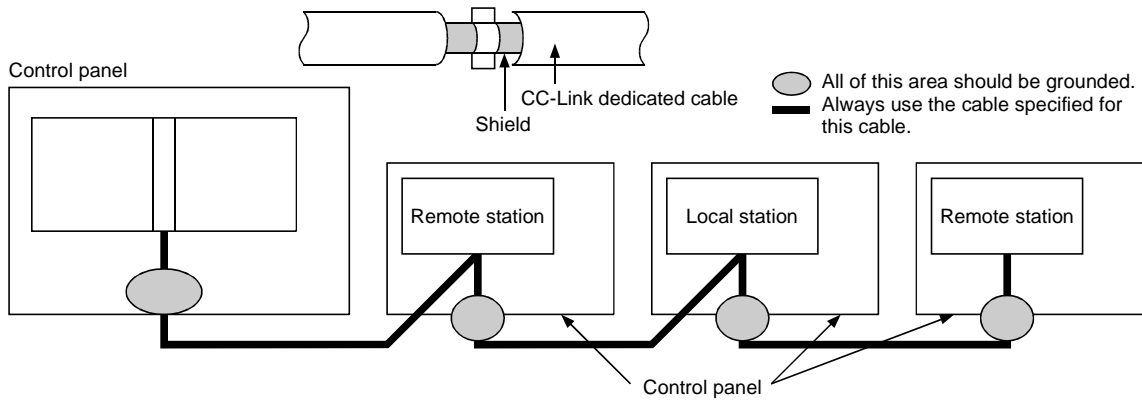 Control panel
CC-Link dedicated cable
Shield
All of this area should be grounded.
Always use the cable specified for
this cable.
Remote station
Local station
Remote station
Control panel